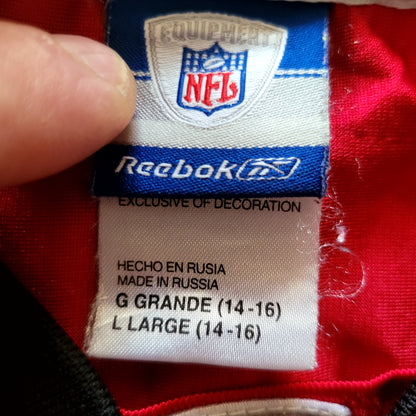 EQUIPMENT
NFL
Reebok
EXCLUSIVE OF DECORATION
HECHO EN RUSIA
MADE IN RUSSIA
G GRANDE (14-16)
L LARGE (14-16)